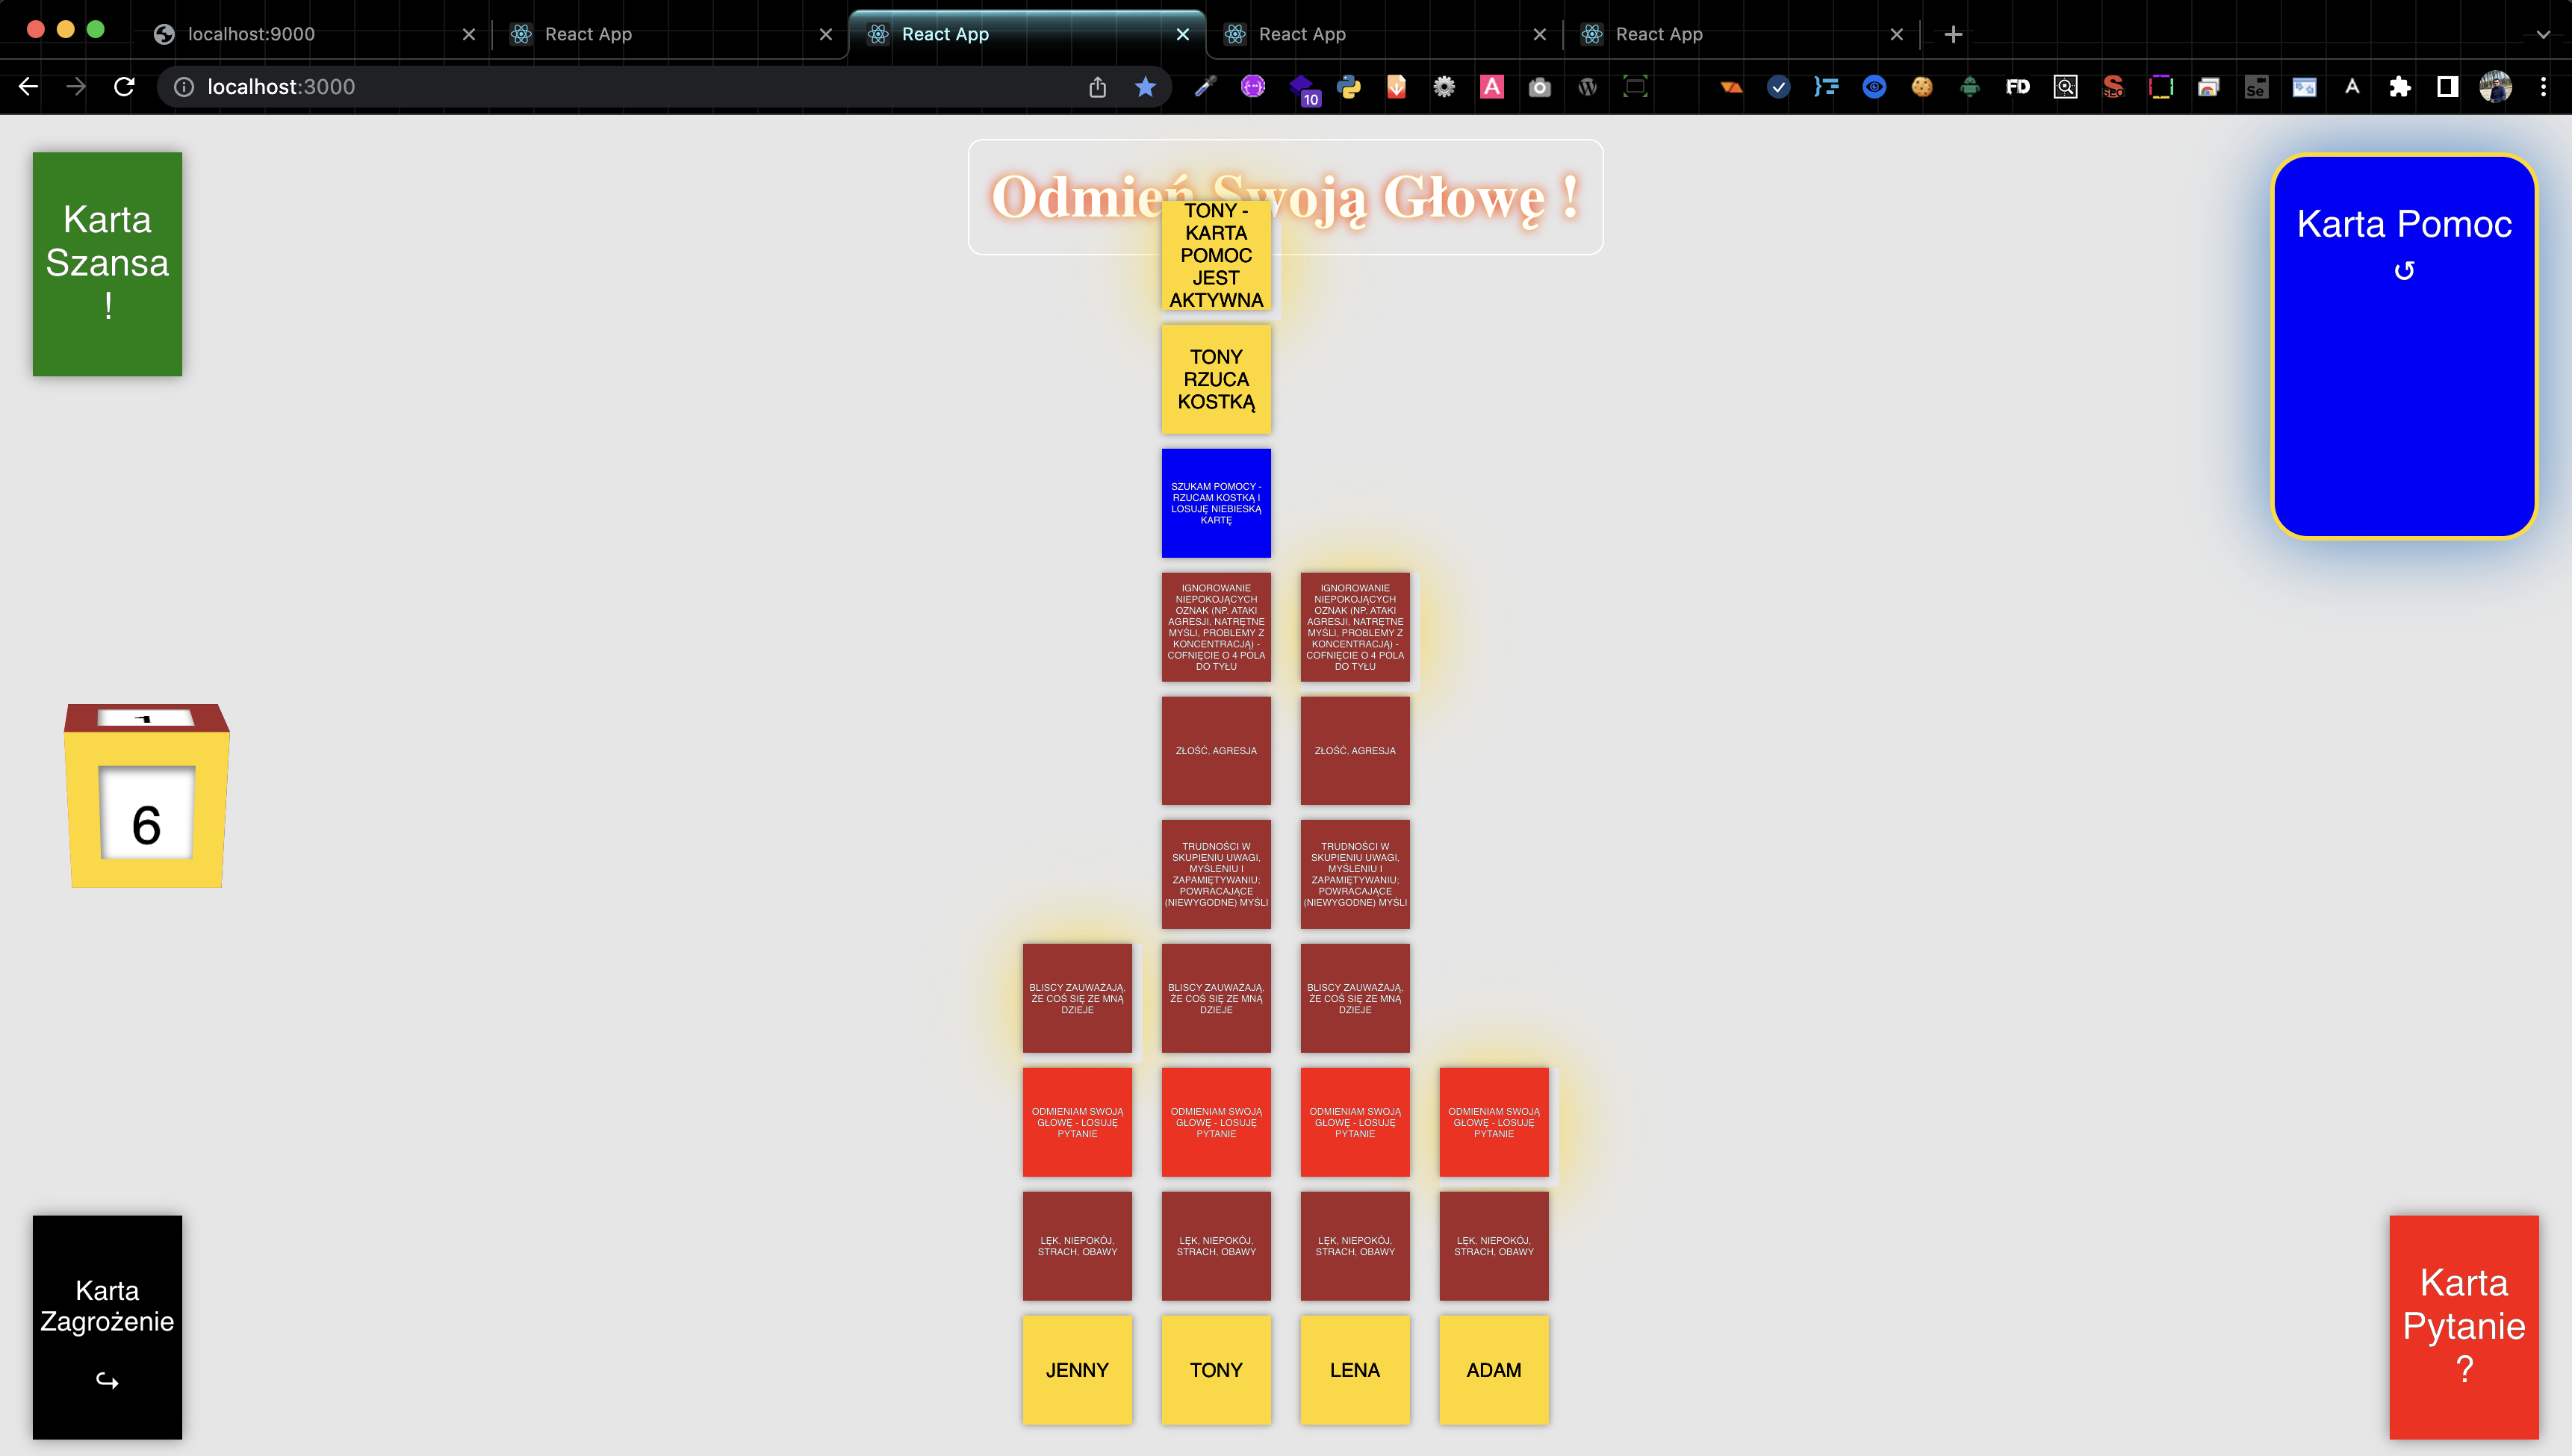 localhost:9000
React App
React App
React App
React App
localhost:3000
10
A
FD
SEO
Se
A
Karta
Szansa
!
Odmień Swoją Głowę !
Karta Pomoc
↺
TONY -
KARTA
POMOC
JEST
AKTYWNA
TONY
RZUCA
KOSTKĄ
SZUKAM POMOCY -
RZUCAM KOSTKĄ I
LOSUJĘ NIEBIESKĄ
KARTĘ
IGNOROWANIE
NIEPOKOJĄCYCH
OZNAK (NP. ATAKI
AGRESJI, NATRĘTNE
MYŚLI, PROBLEMY Z
KONCENTRACJĄ) -
COFNIĘCIE O 4 POLA
DO TYŁU
IGNOROWANIE
NIEPOKOJĄCYCH
OZNAK (NP. ATAKI
AGRESJI, NATRĘTNE
MYŚLI, PROBLEMY Z
KONCENTRACJĄ) -
COFNIĘCIE O 4 POLA
DO TYŁU
6
ZŁOŚĆ, AGRESJA
ZŁOŚĆ, AGRESJA
TRUDNOŚCI W
SKUPIENIU UWAGI,
MYŚLENIU I
ZAPAMIĘTYWANIU;
POWRACAJĄCE
(NIEWYGODNE) MYŚLI
TRUDNOŚCI W
SKUPIENIU UWAGI,
MYŚLENIU I
ZAPAMIĘTYWANIU;
POWRACAJĄCE
(NIEWYGODNE) MYŚLI
BLISCY ZAUWAŻAJĄ,
ŻE COŚ SIĘ ZE MNĄ
DZIEJE
BLISCY ZAUWAŻAJĄ,
ŻE COŚ SIĘ ZE MNĄ
DZIEJE
BLISCY ZAUWAŻAJĄ,
ŻE COŚ SIĘ ZE MNĄ
DZIEJE
ODMIENIAM SWOJĄ
GŁOWĘ - LOSUJĘ
PYTANIE
ODMIENIAM SWOJĄ
GŁOWĘ - LOSUJĘ
PYTANIE
ODMIENIAM SWOJĄ
GŁOWĘ - LOSUJĘ
PYTANIE
ODMIENIAM SWOJĄ
GŁOWĘ - LOSUJĘ
PYTANIE
LĘK, NIEPOKÓJ,
STRACH, OBAWY
LĘK, NIEPOKÓJ,
STRACH, OBAWY
LĘK, NIEPOKÓJ,
STRACH, OBAWY
LĘK, NIEPOKÓJ,
STRACH, OBAWY
Karta
Zagrożenie
↪
JENNY
TONY
LENA
ADAM
Karta
Pytanie
?